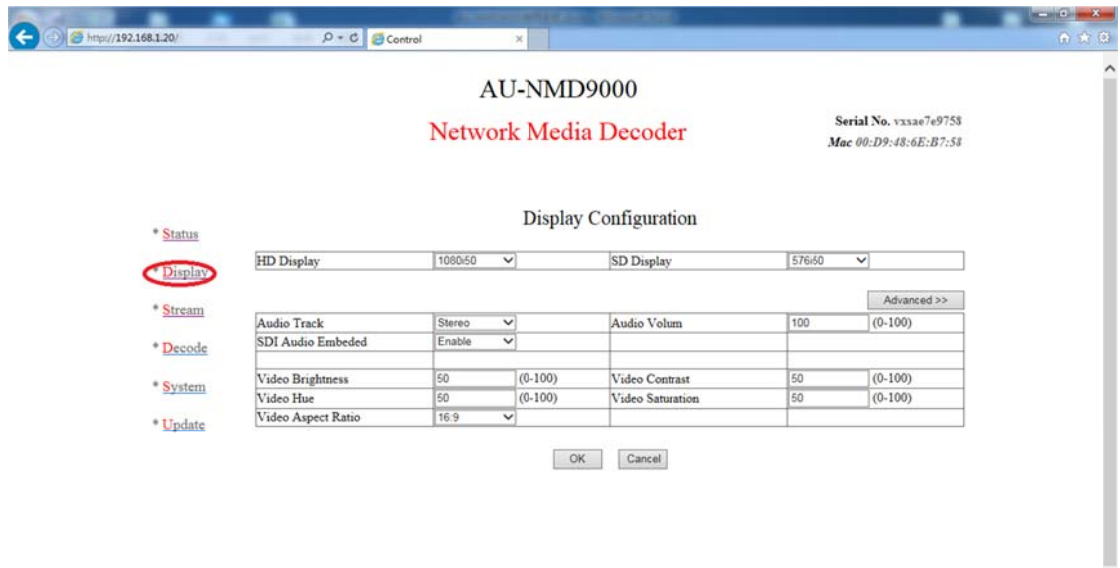 http://192.168.1.20/
Control
AU-NMD9000
Network Media Decoder
Serial No. vxsae7e9758
Mac 00:D9:48:6E:B7:58
Display Configuration
* Status
* Display
* Stream
* Decode
* System
* Update
HD Display 1080i50 SD Display 576i50
Advanced >>
Audio Track Stereo Audio Volum 100 (0-100)
SDI Audio Embeded Enable
Video Brightness 50 (0-100) Video Contrast 50 (0-100)
Video Hue 50 (0-100) Video Saturation 50 (0-100)
Video Aspect Ratio 16:9
OK Cancel